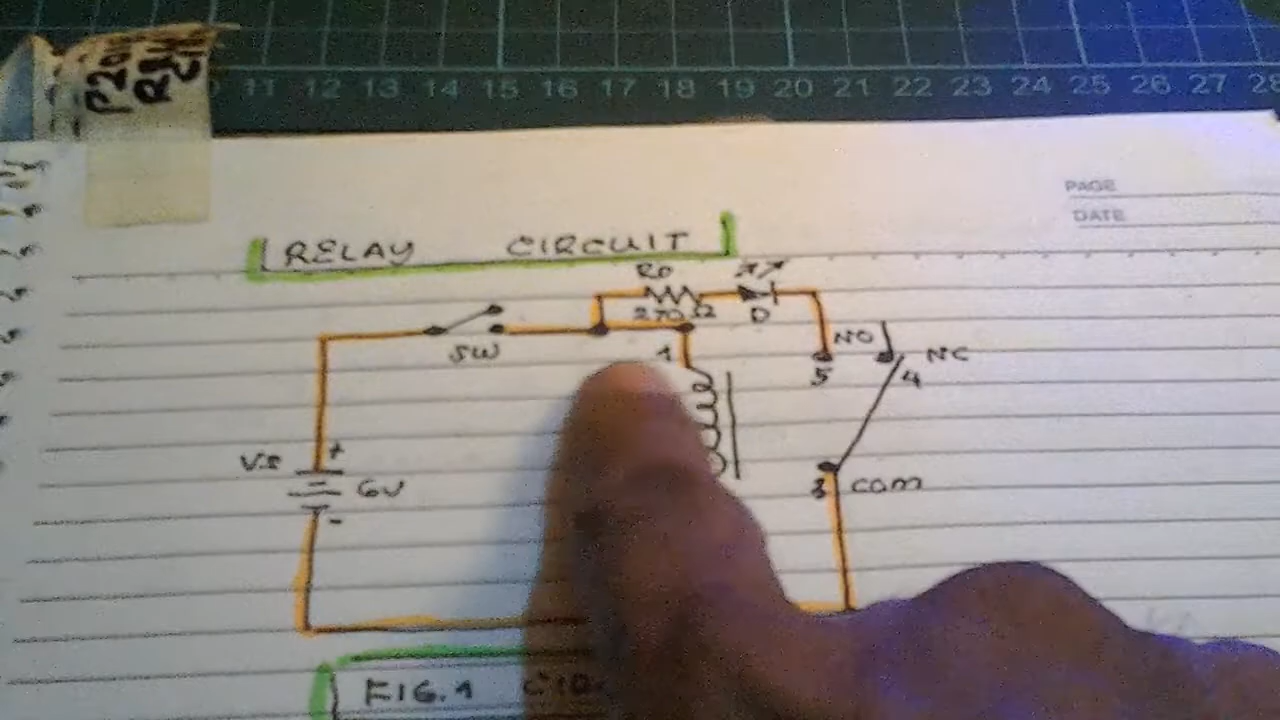 11 12 13 14 15 16 17 18 19 20 21 22 23 24 25 26 27 28
PAGE
DATE
RELAY CIRCUIT
270Ω D
SW
1
NO
NC
5
4
Vs
+
6V
-
3 COM
FIG.1